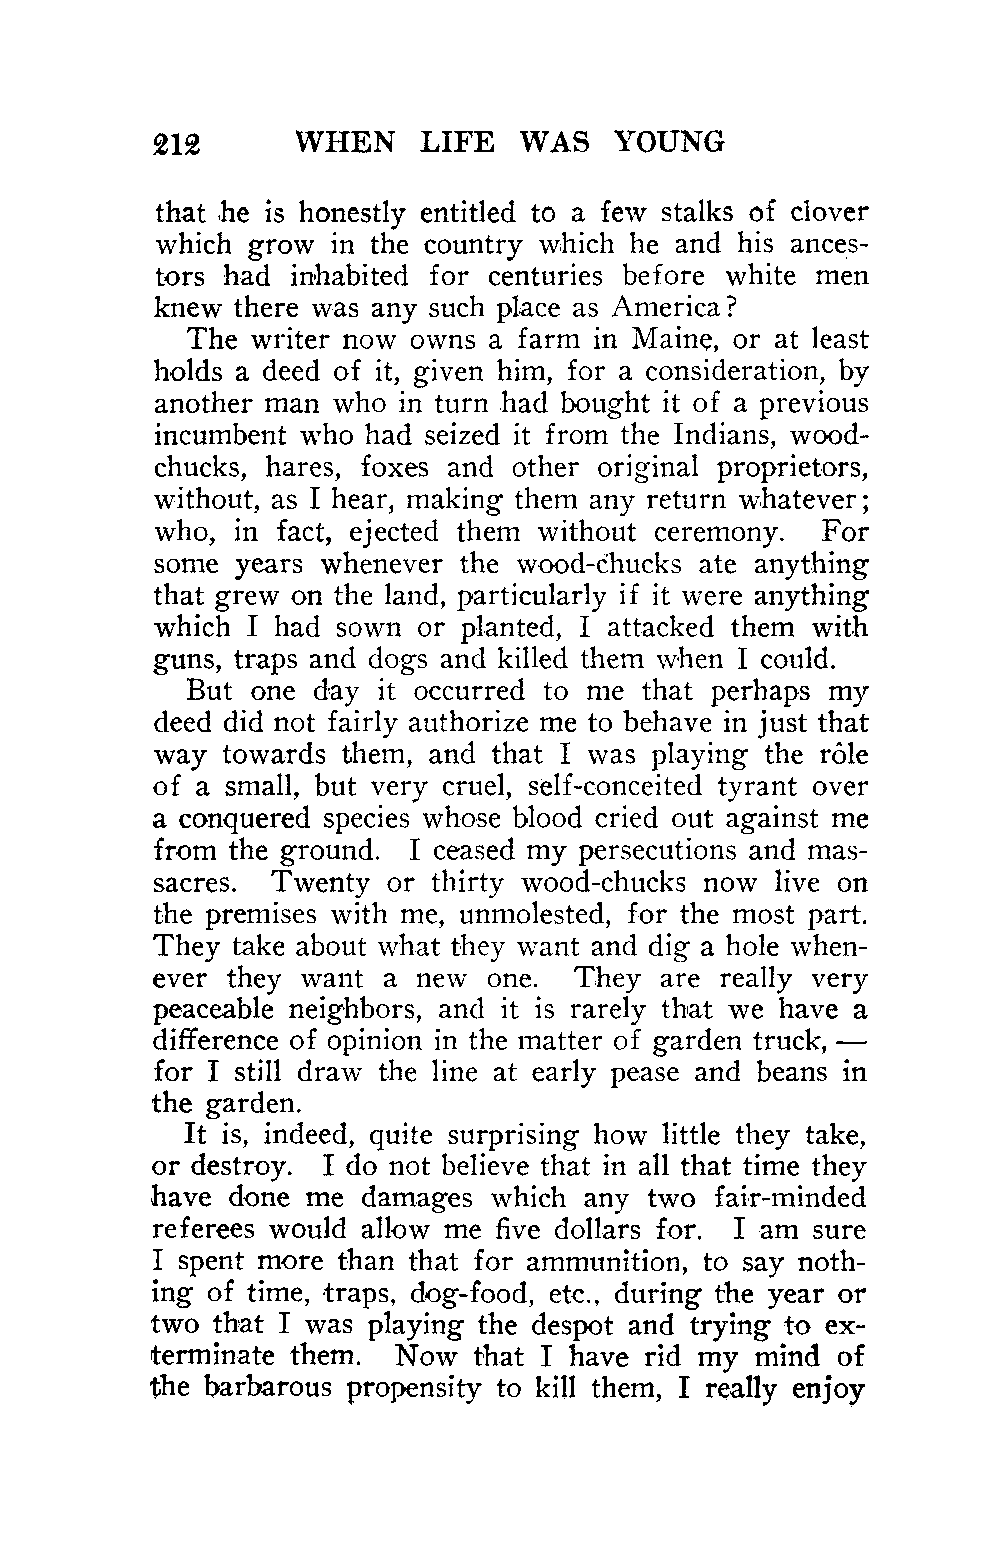 212 WHEN LIFE WAS YOUNG
that he is honestly entitled to a few stalks of clover
which grow in the country which he and his ances-
tors had inhabited for centuries before white men
knew there was any such place as America?
The writer now owns a farm in Maine, or at least
holds a deed of it, given him, for a consideration, by
another man who in turn had bought it of a previous
incumbent who had seized it from the Indians, wood-
chucks, hares, foxes and other original proprietors,
without, as I hear, making them any return whatever;
who, in fact, ejected them without ceremony. For
some years whenever the wood-chucks ate anything
that grew on the land, particularly if it were anything
which I had sown or planted, I attacked them with
guns, traps and dogs and killed them when I could.
But one day it occurred to me that perhaps my
deed did not fairly authorize me to behave in just that
way towards them, and that I was playing the rôle
of a small, but very cruel, self-conceited tyrant over
a conquered species whose blood cried out against me
from the ground. I ceased my persecutions and mas-
sacres. Twenty or thirty wood-chucks now live on
the premises with me, unmolested, for the most part.
They take about what they want and dig a hole when-
ever they want a new one. They are really very
peaceable neighbors, and it is rarely that we have a
difference of opinion in the matter of garden truck, —
for I still draw the line at early pease and beans in
the garden.
It is, indeed, quite surprising how little they take,
or destroy. I do not believe that in all that time they
have done me damages which any two fair-minded
referees would allow me five dollars for. I am sure
I spent more than that for ammunition, to say noth-
ing of time, traps, dog-food, etc., during the year or
two that I was playing the despot and trying to ex-
terminate them. Now that I have rid my mind of
the barbarous propensity to kill them, I really enjoy